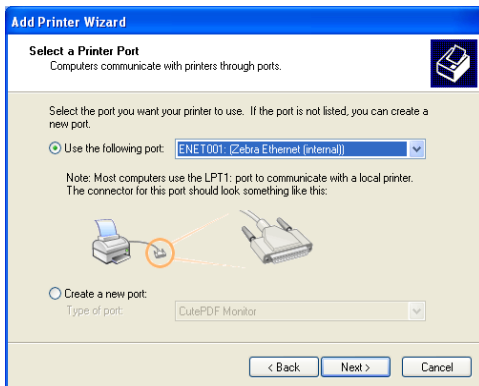 Add Printer Wizard
Select a Printer Port
Computers communicate with printers through ports.
Select the port you want your printer to use.  If the port is not listed, you can create a
new port.
Use the following port:
ENET001: (Zebra Ethernet (internal))
Note: Most computers use the LPT1: port to communicate with a local printer.
The connector for this port should look something like this:
Create a new port:
Type of port:
CutePDF Monitor
< Back
Next >
Cancel